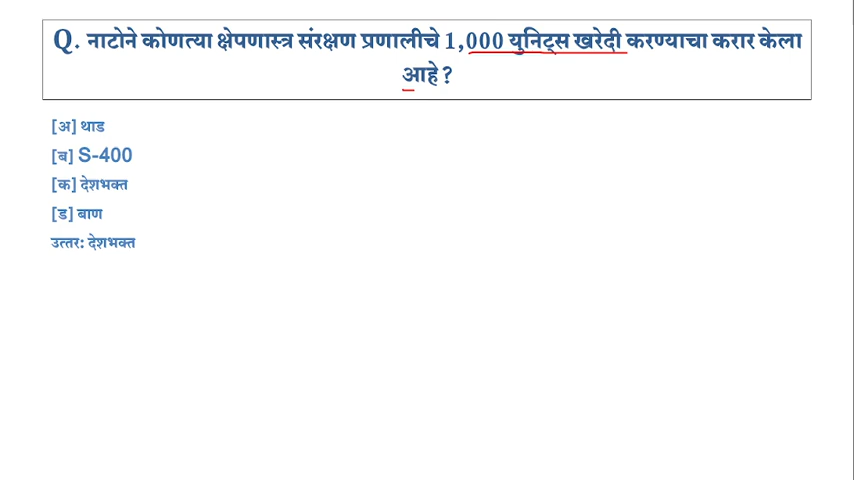 Q. नाटोने कोणत्या क्षेपणास्त्र संरक्षण प्रणालीचे 1,000 युनिट्स खरेदी करण्याचा करार केला
आहे?
[अ] थाड
[ब] S-400
[क] देशभक्त
[ड] बाण
उत्तर: देशभक्त